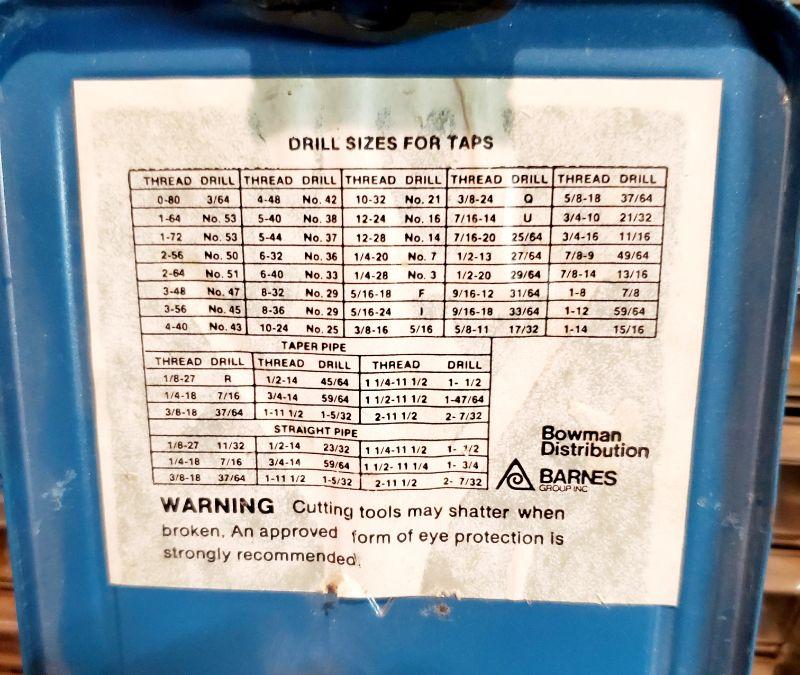 DRILL SIZES FOR TAPS
THREAD DRILL THREAD DRILL THREAD DRILL THREAD DRILL THREAD DRILL
0-80 3/64 4-48 No. 42 10-32 No. 21 3/8-24 Q 5/8-18 37/64
1-64 No. 53 5-40 No. 38 12-24 No. 16 7/16-14 U 3/4-10 21/32
1-72 No. 53 5-44 No. 37 12-28 No. 14 7/16-20 25/64 3/4-16 11/16
2-56 No. 50 6-32 No. 36 1/4-20 No. 7 1/2-13 27/64 7/8-9 49/64
2-64 No. 51 6-40 No. 33 1/4-28 No. 3 1/2-20 29/64 7/8-14 13/16
3-48 No. 47 8-32 No. 29 5/16-18 F 9/16-12 31/64 1-8 7/8
3-56 No. 45 8-36 No. 29 5/16-24 I 9/16-18 33/64 1-12 59/64
4-40 No. 43 10-24 No. 25 3/8-16 5/16 5/8-11 17/32 1-14 15/16
TAPER PIPE
THREAD DRILL THREAD DRILL THREAD DRILL
1/8-27 R 1/2-14 45/64 1 1/4-11 1/2 1- 1/2
1/4-18 7/16 3/4-14 59/64 1 1/2-11 1/2 1-47/64
3/8-18 37/64 1-11 1/2 1-5/32 2-11 1/2 2- 7/32
STRAIGHT PIPE
1/8-27 11/32 1/2-14 23/32 1 1/4-11 1/2 1- 1/2
1/4-18 7/16 3/4-14 59/64 1 1/2- 11 1/4 1- 3/4
3/8-18 37/64 1-11 1/2 1-5/32 2-11 1/2 2- 7/32
Bowman
Distribution
BARNES
GROUP INC
WARNING Cutting tools may shatter when
broken. An approved form of eye protection is
strongly recommended.